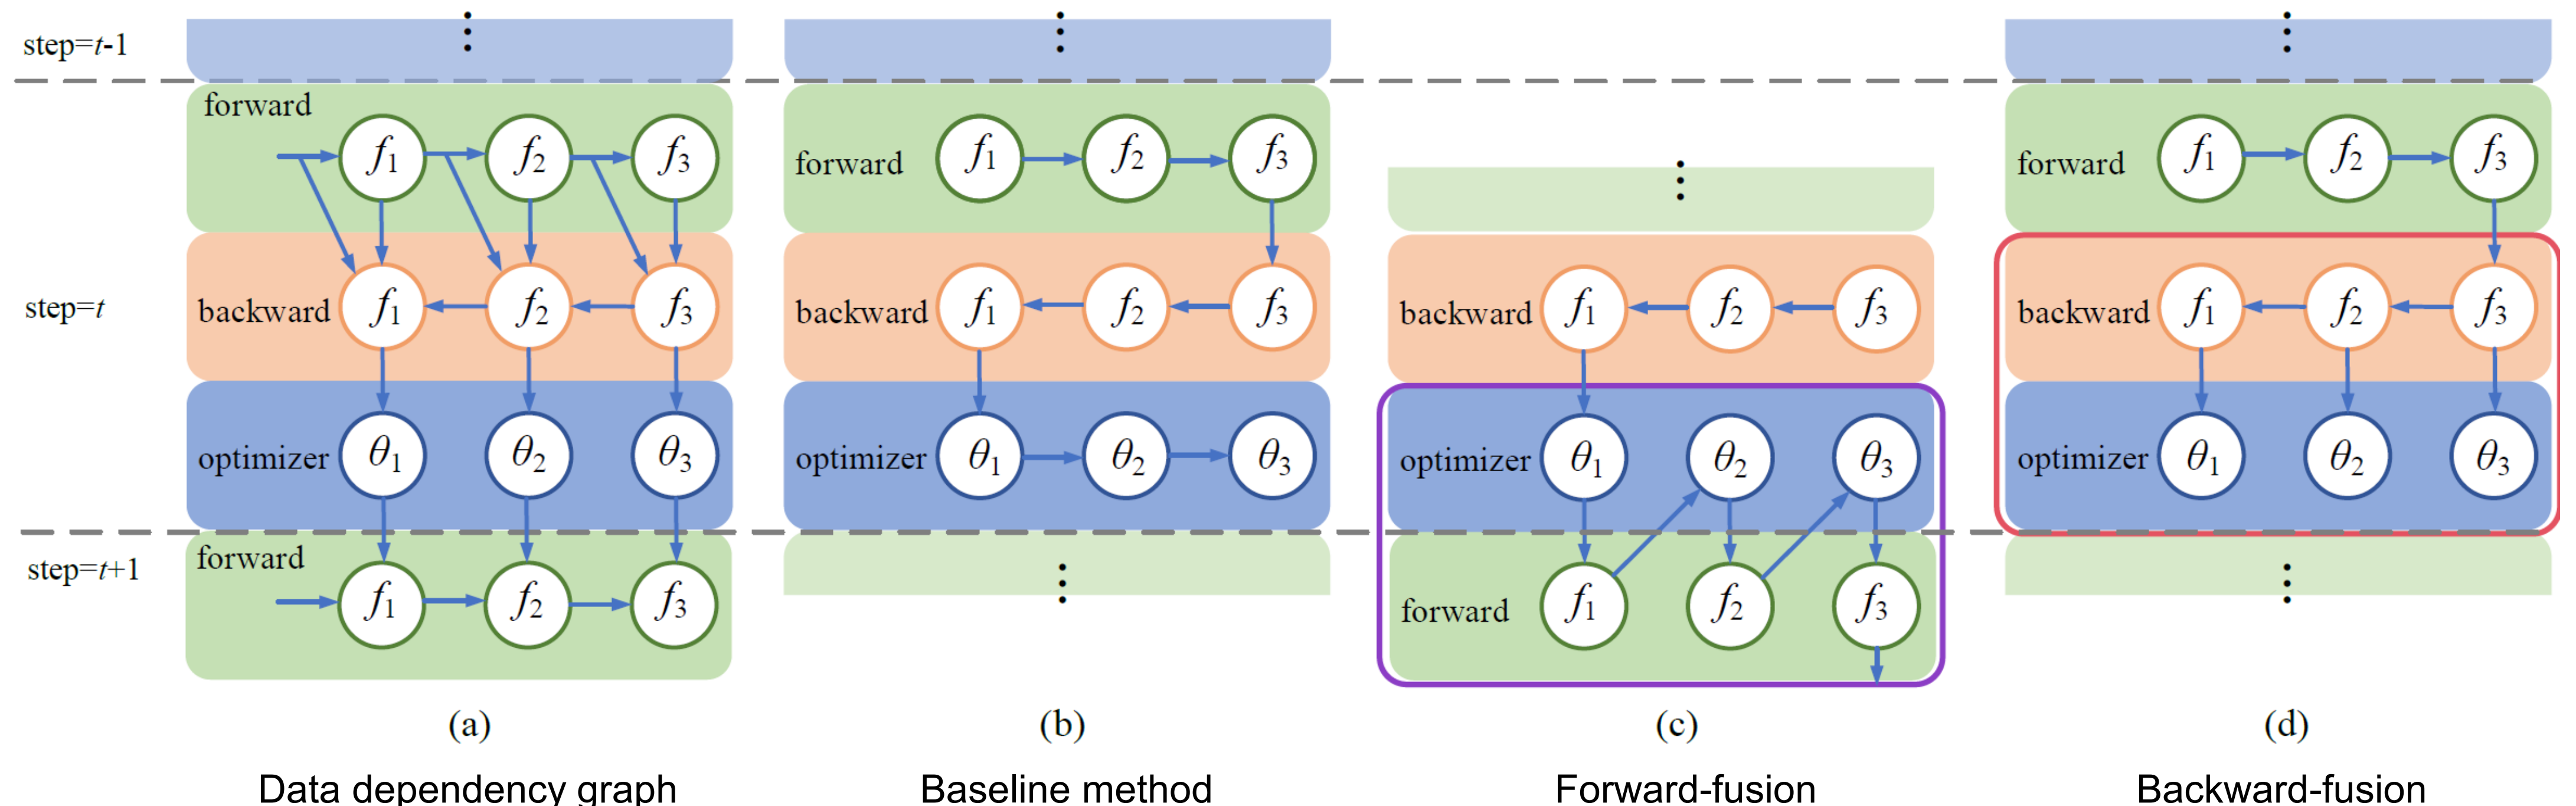 step=t-1
step=t
step=t+1
forward
f1 f2 f3
backward
f1 f2 f3
optimizer
θ1 θ2 θ3
forward
f1 f2 f3
(a)
Data dependency graph
forward
f1 f2 f3
backward
f1 f2 f3
optimizer
θ1 θ2 θ3
(b)
Baseline method
backward
f1 f2 f3
optimizer
θ1 θ2 θ3
forward
f1 f2 f3
(c)
Forward-fusion
forward
f1 f2 f3
backward
f1 f2 f3
optimizer
θ1 θ2 θ3
(d)
Backward-fusion